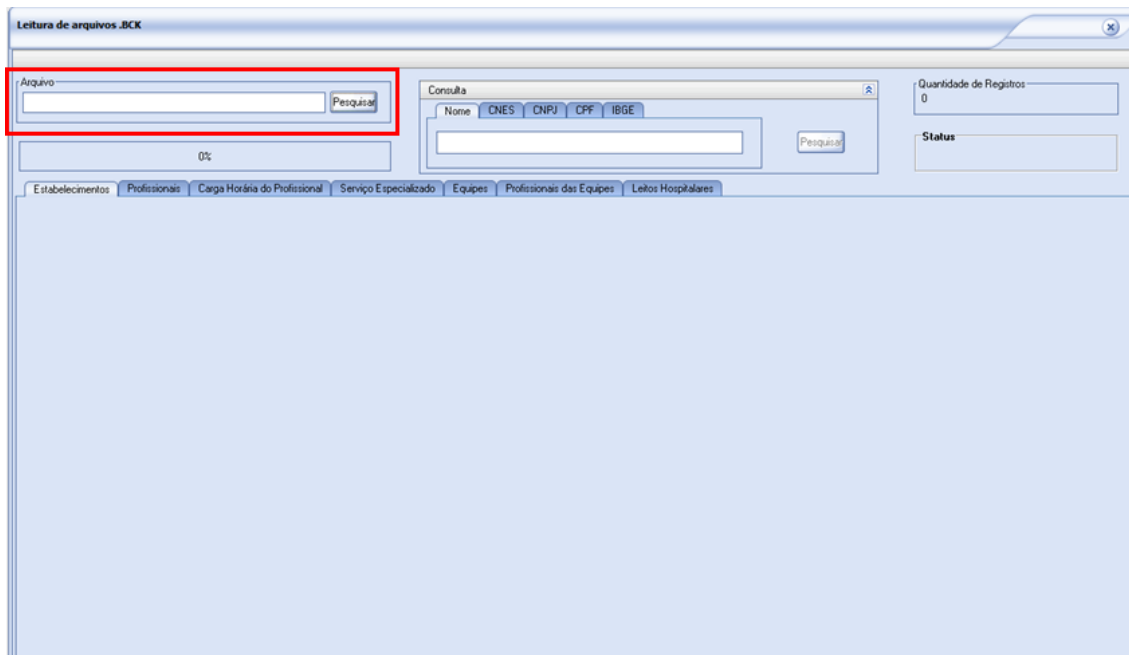 Leitura de arquivos .BCK
Arquivo
Pesquisar
0%
Consulta
Nome CNES CNPJ CPF IBGE
Pesquisar
Quantidade de Registros
0
Status
Estabelecimentos Profissionais Carga Horária do Profissional Serviço Especializado Equipes Profissionais das Equipes Leitos Hospitalares